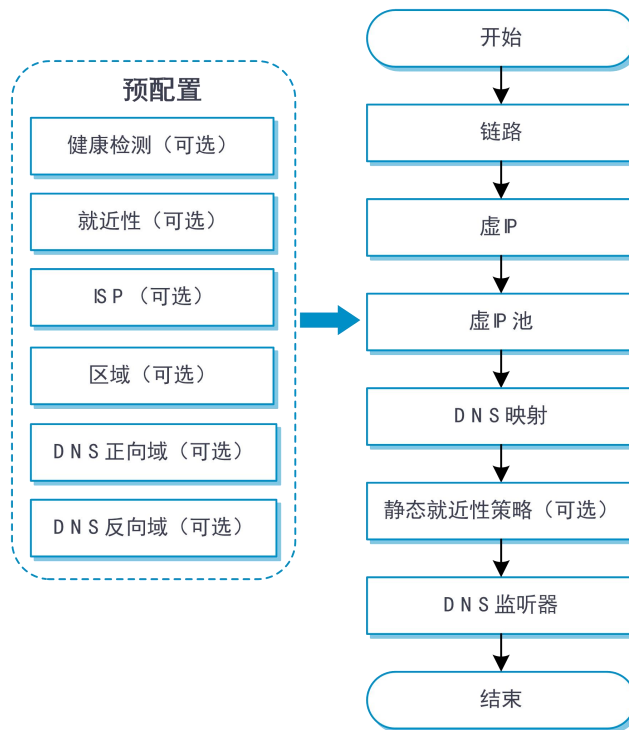 预配置
健康检测（可选）
就近性（可选）
ISP（可选）
区域（可选）
DNS正向域（可选）
DNS反向域（可选）
开始
链路
虚IP
虚IP池
DNS映射
静态就近性策略（可选）
DNS监听器
结束